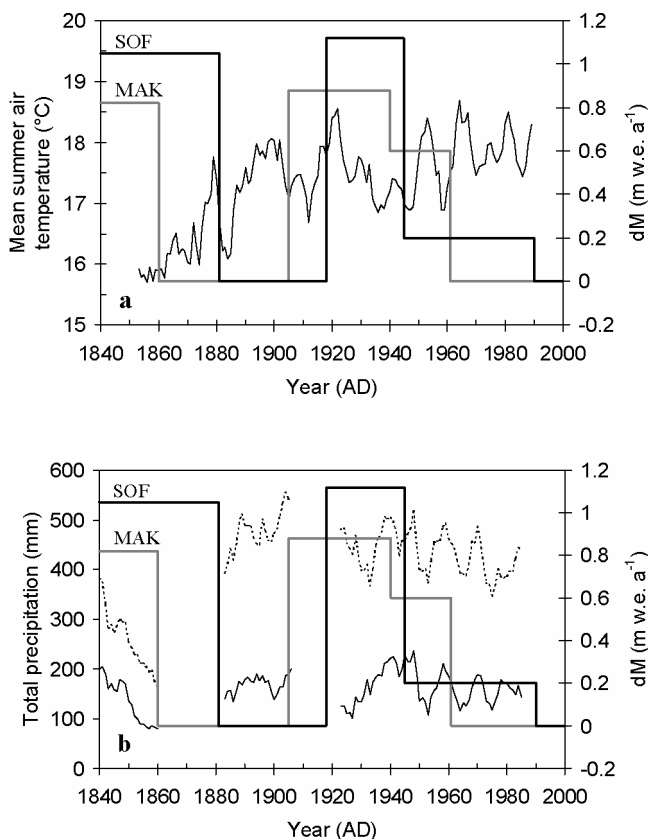 20
19
18
17
16
15
Mean summer air
temperature (°C)
SOF
MAK
a
1.2
1
0.8
0.6
0.4
0.2
0
-0.2
dM (m w.e. a⁻¹)
1840 1860 1880 1900 1920 1940 1960 1980 2000
Year (AD)
600
500
400
300
200
100
0
Total precipitation (mm)
SOF
MAK
b
1.2
1
0.8
0.6
0.4
0.2
0
-0.2
dM (m w.e. a⁻¹)
1840 1860 1880 1900 1920 1940 1960 1980 2000
Year (AD)